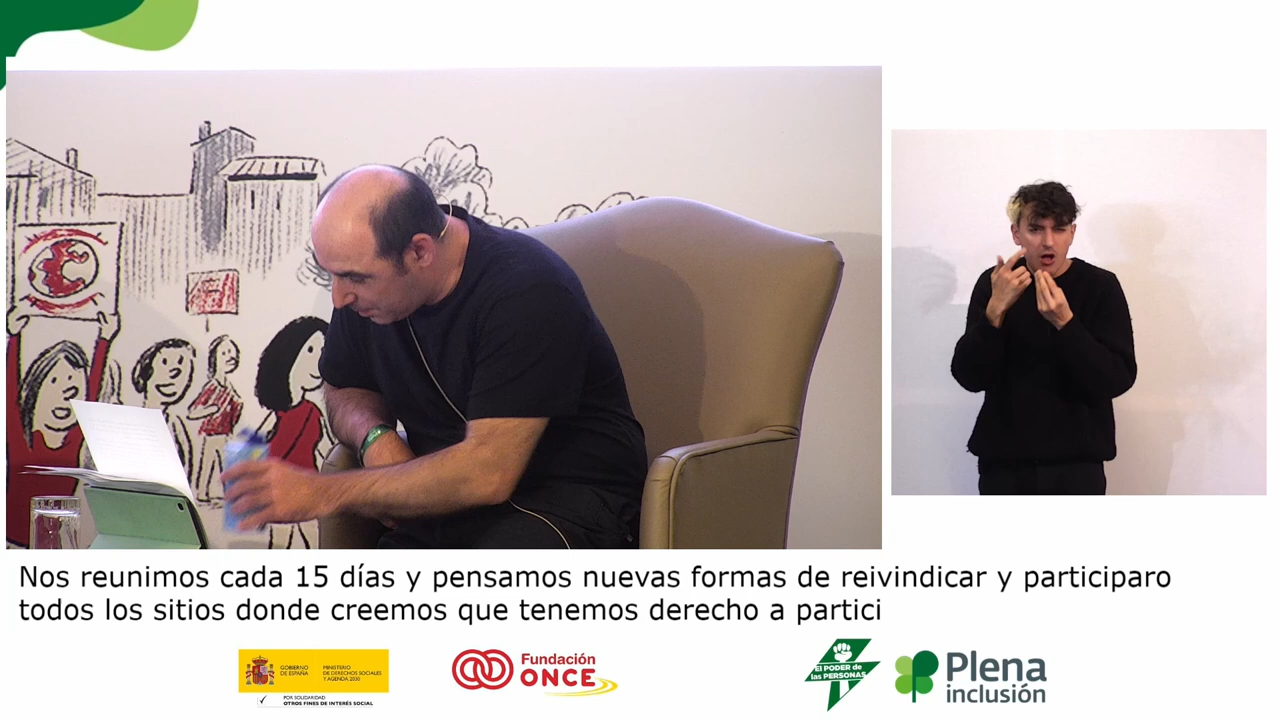 Nos reunimos cada 15 días y pensamos nuevas formas de reivindicar y participaro
todos los sitios donde creemos que tenemos derecho a partici
GOBIERNO
DE ESPAÑA
MINISTERIO
DE DERECHOS SOCIALES
Y AGENDA 2030
POR SOLIDARIDAD
OTROS FINES DE INTERÉS SOCIAL
Fundación
ONCE
EL PODER DE
las PERSONAS
Plena
inclusión